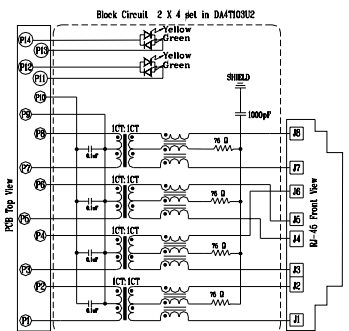 Block Circuit 2 X 4 set in DA4T103U2
P14
Yellow
Green
P13
P12
Yellow
Green
P11
SHIELD
P10
P9
1000pF
P8
1CT:1CT
J8
0.1uF
75 Ω
P7
J7
P6
1CT:1CT
J6
0.1uF
75 Ω
J5
P5
J4
P4
1CT:1CT
75 Ω
0.1uF
P3
J3
P2
J2
1CT:1CT
75 Ω
0.1uF
P1
J1
PCB Top View
RJ-45 Front View